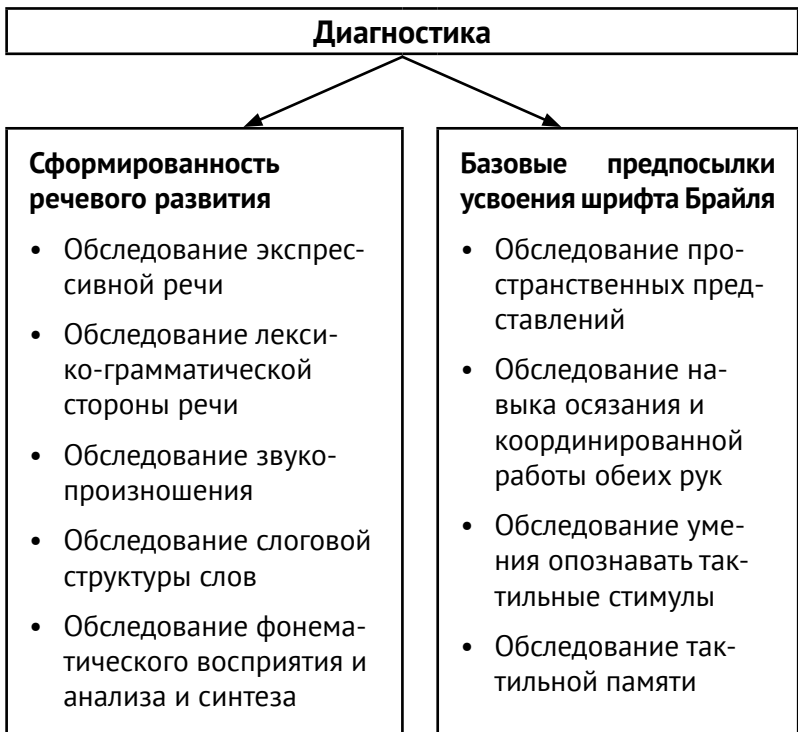 Диагностика
Сформированность
речевого развития
• Обследование экспрес-
сивной речи
• Обследование лекси-
ко-грамматической
стороны речи
• Обследование звуко-
произношения
• Обследование слоговой
структуры слов
• Обследование фонема-
тического восприятия и
анализа и синтеза
Базовые предпосылки
усвоения шрифта Брайля
• Обследование про-
странственных пред-
ставлений
• Обследование на-
выка осязания и
координированной
работы обеих рук
• Обследование уме-
ния опознавать так-
тильные стимулы
• Обследование так-
тильной памяти